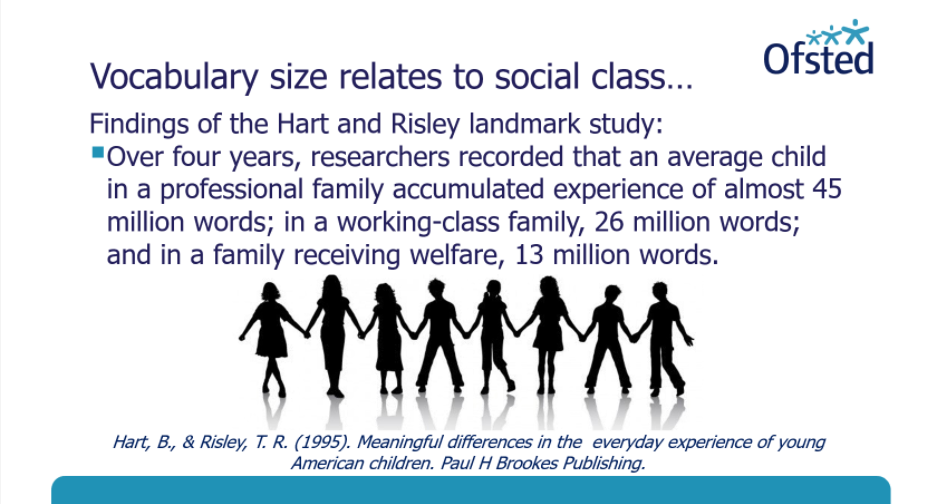 Ofsted
Vocabulary size relates to social class…
Findings of the Hart and Risley landmark study:
▪Over four years, researchers recorded that an average child
in a professional family accumulated experience of almost 45
million words; in a working-class family, 26 million words;
and in a family receiving welfare, 13 million words.
Hart, B., & Risley, T. R. (1995). Meaningful differences in the everyday experience of young
American children. Paul H Brookes Publishing.